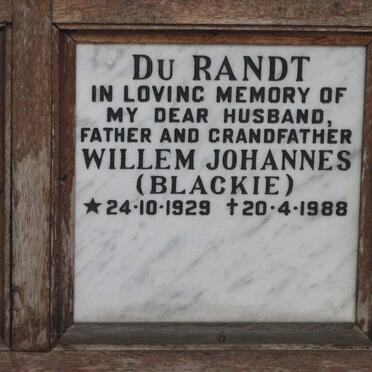 DU RANDT
IN LOVING MEMORY OF
MY DEAR HUSBAND,
FATHER AND GRANDFATHER
WILLEM JOHANNES
(BLACKIE)
★ 24·10·1929 ✝ 20·4·1988